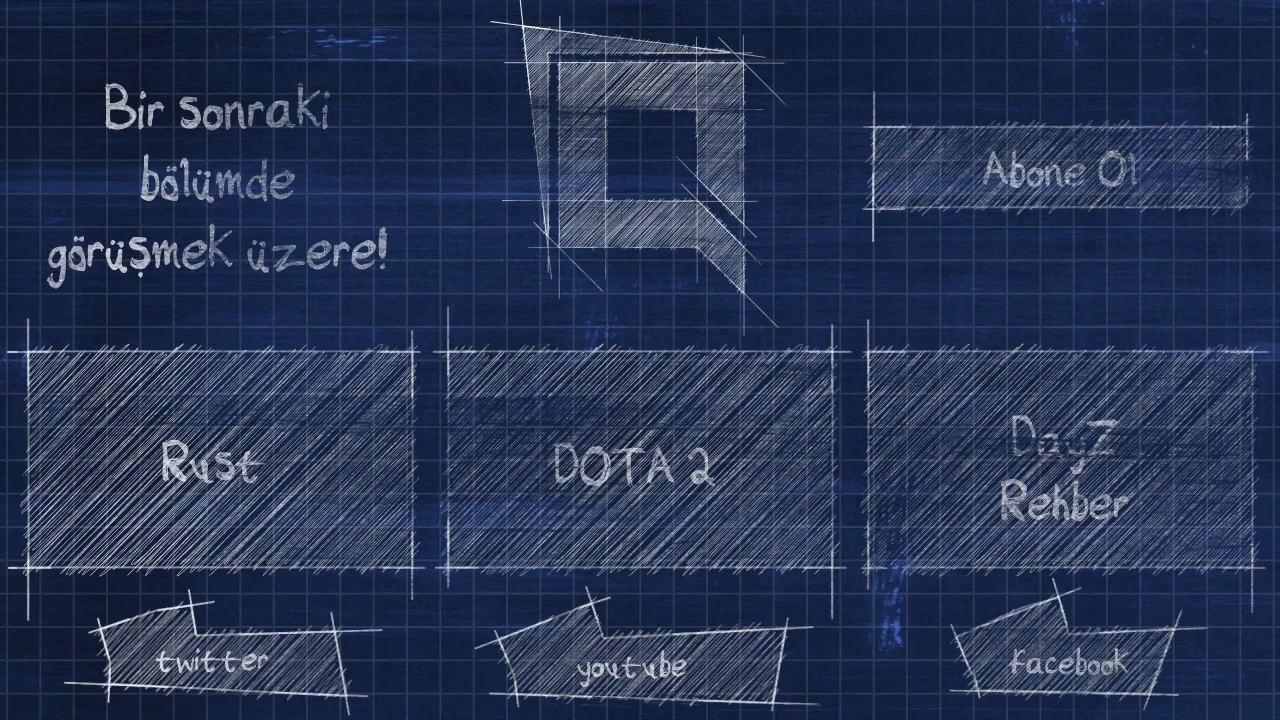 Bir sonraki
bölümde
görüşmek üzere!
Abone Ol
Rust
DOTA 2
DayZ
Rehber
twitter
youtube
facebook